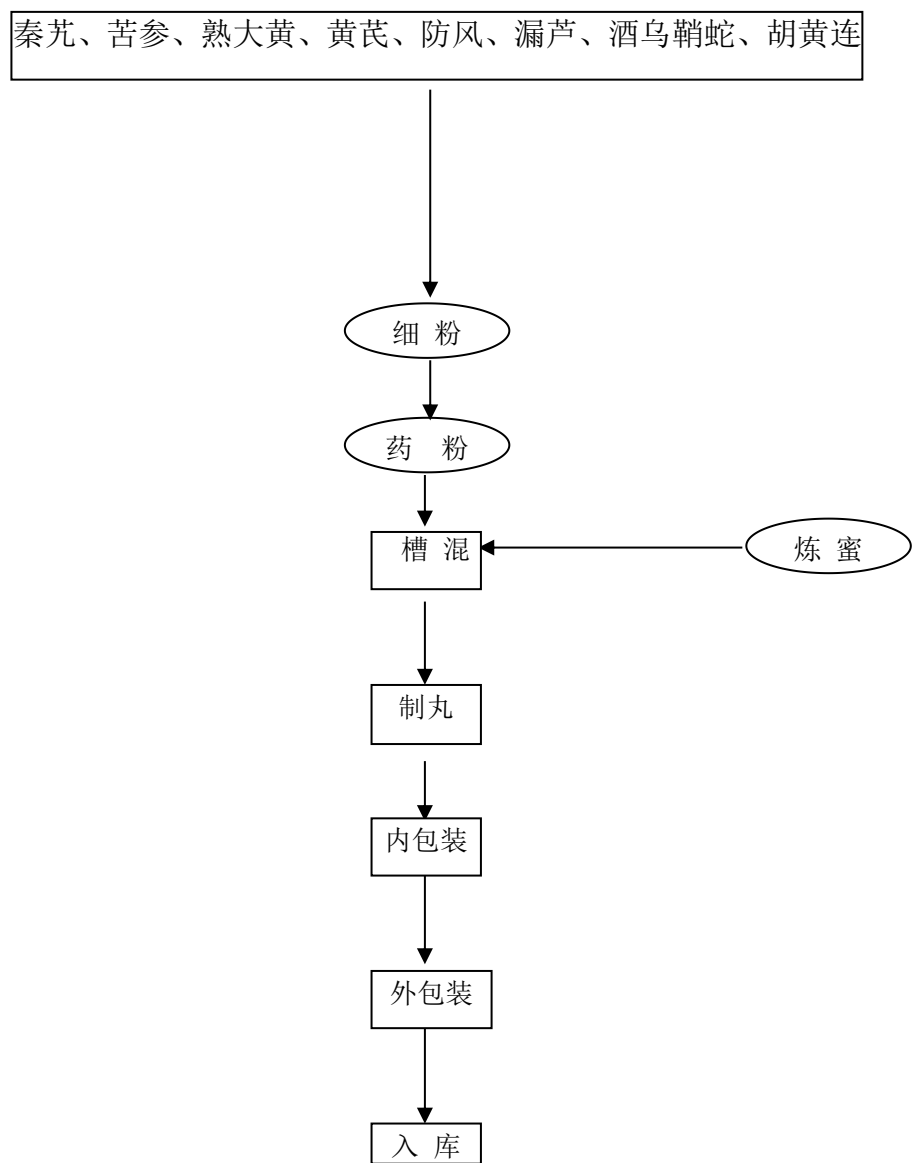 秦艽、苦参、熟大黄、黄芪、防风、漏芦、酒乌鞘蛇、胡黄连
细 粉
药 粉
槽 混
炼 蜜
制丸
内包装
外包装
入 库